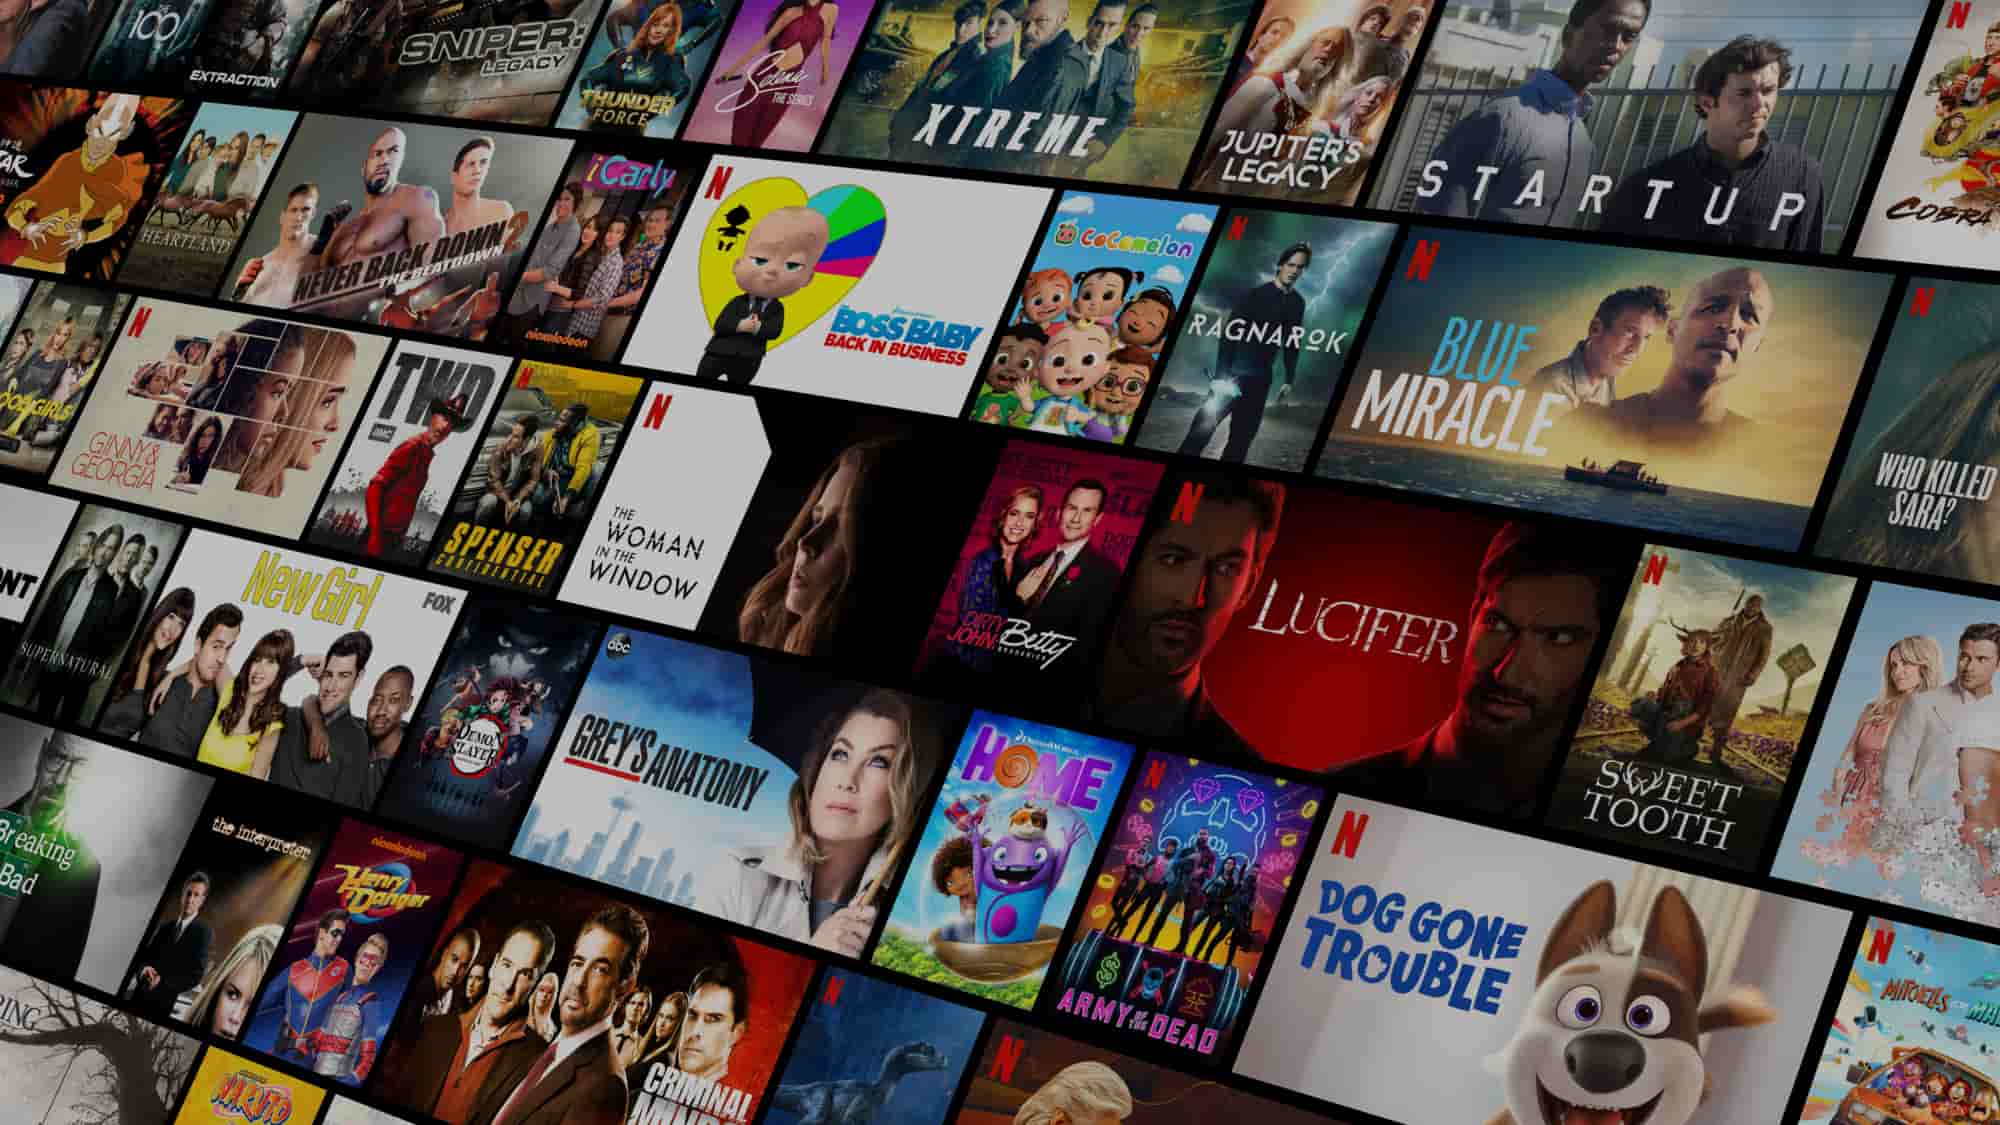 THE
100
EXTRACTION
SNIPER:
LEGACY
THUNDER
FORCE
Selena
THE SERIES
XTREME
JUPITER'S
LEGACY
STARTUP
N
COBRA
HEARTLAND
NEVER BACK DOWN 2
THE BEATDOWN
iCarly
nickelodeon
N
BOSS BABY
BACK IN BUSINESS
CoComelon
N
RAGNAROK
N
BLUE
MIRACLE
N
WHO KILLED
SARA?
GOOD GIRLS
N
GINNY &
GEORGIA
TWD
amc
N
SPENSER
CONFIDENTIAL
N
THE
WOMAN
IN THE
WINDOW
DIRTY
JOHN:
Betty
BRODERICK
N
LUCIFER
N
SWEET
TOOTH
SUPERNATURAL
New Girl
FOX
DEMON
SLAYER
abc
GREY'S ANATOMY
DREAMWORKS
HOME
N
ARMY OF THE DEAD
N
DOG GONE
TROUBLE
N
MITCHELLS
Breaking
Bad
the interpreter
nickelodeon
Henry
Danger
CRIMINAL
MINDS
N
N
NARUTO